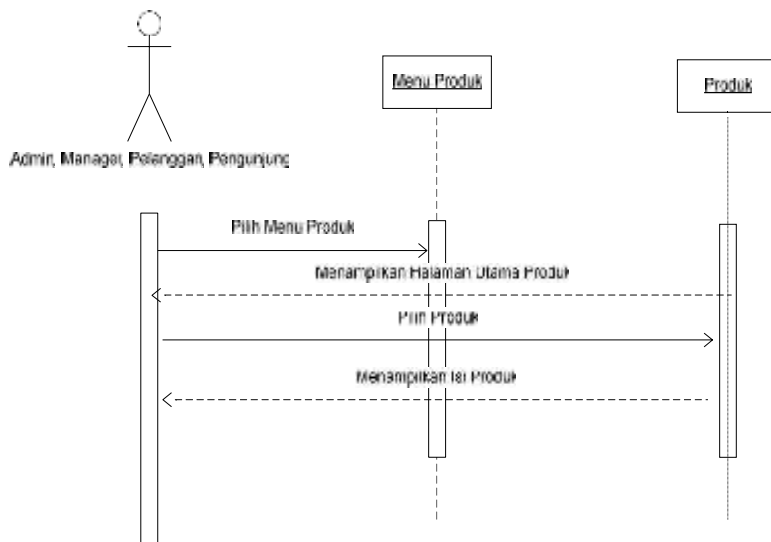 Menu Produk
Produk
Admin, Manager, Pelanggan, Pengunjung
Pilih Menu Produk
Menampilkan Halaman Utama Produk
Pilih Produk
Menampilkan Isi Produk